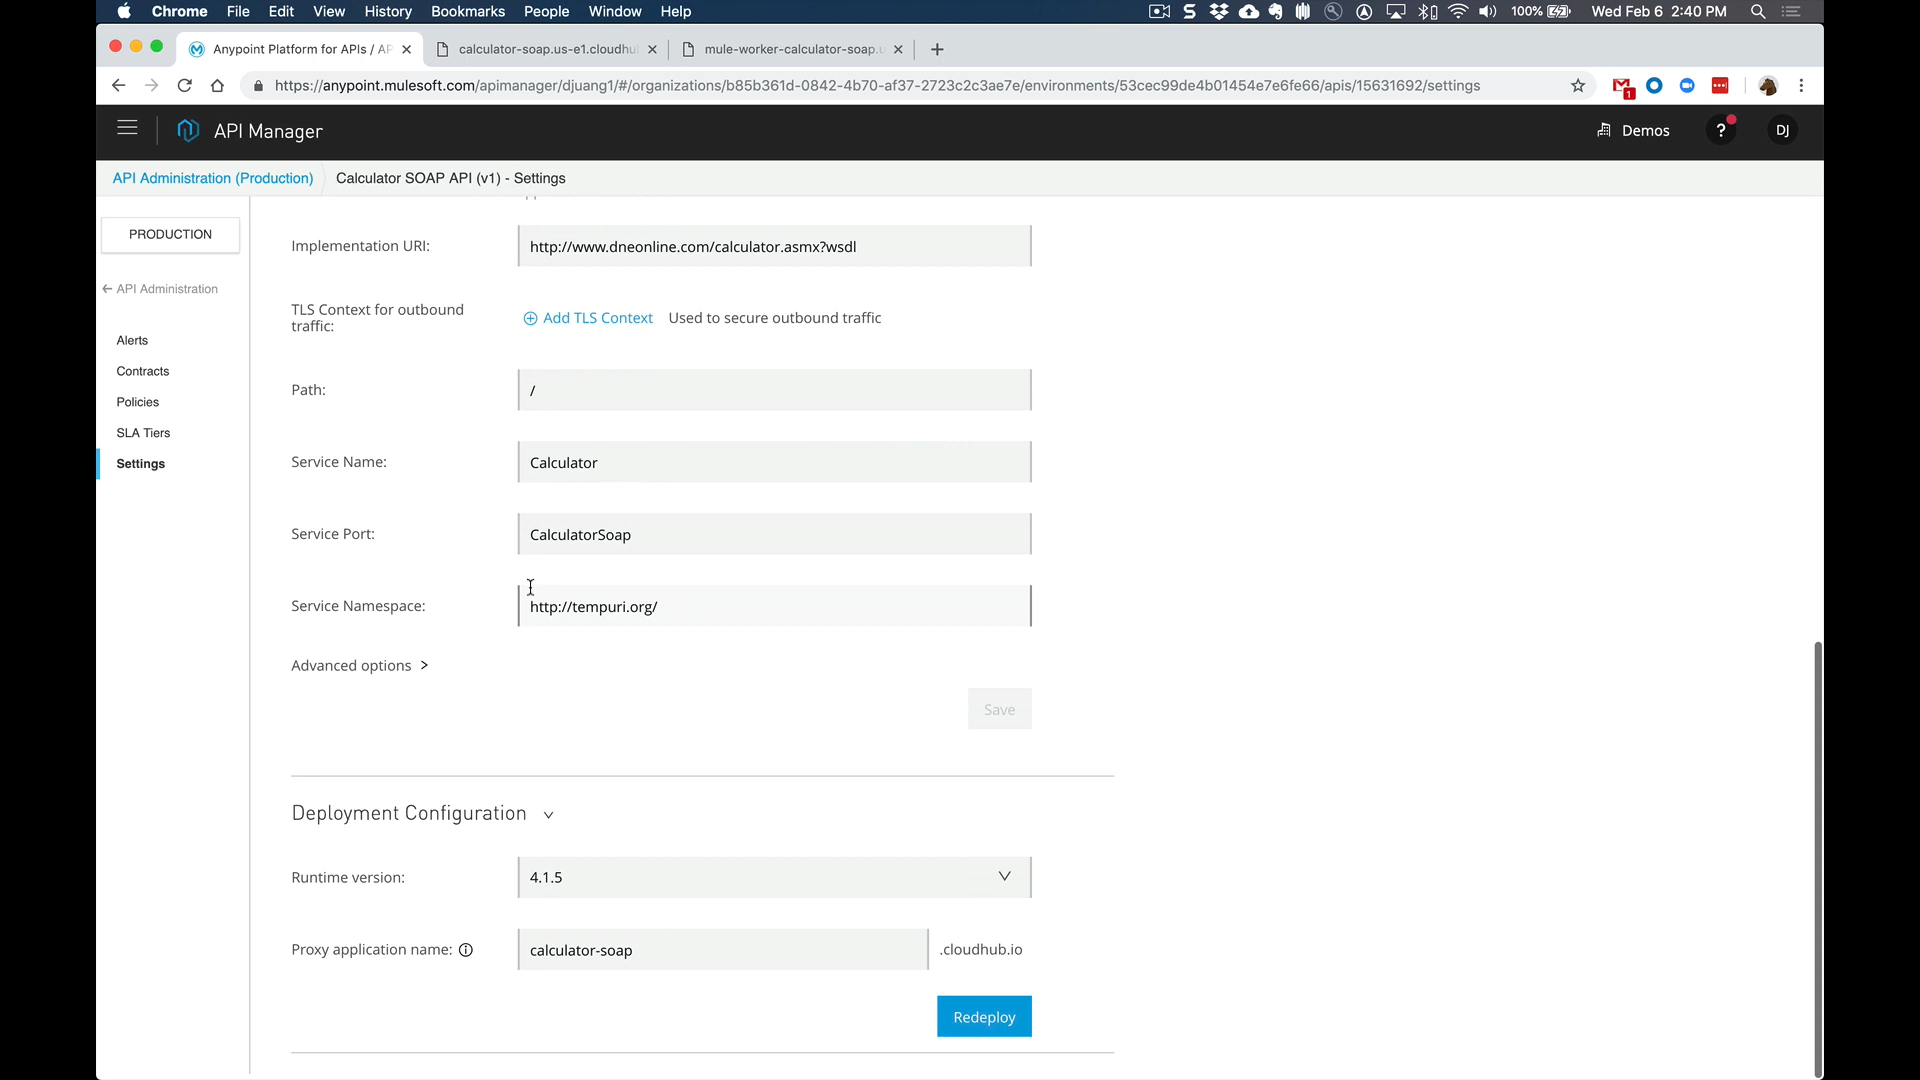 Chrome File Edit View History Bookmarks People Window Help
100%
Wed Feb 6 2:40 PM
Anypoint Platform for APIs / AP
calculator-soap.us-e1.cloudhu
mule-worker-calculator-soap.u
https://anypoint.mulesoft.com/apimanager/djuang1/#/organizations/b85b361d-0842-4b70-af37-2723c2c3ae7e/environments/53cec99de4b01454e7e6fe66/apis/15631692/settings
1
API Manager
Demos
?
DJ
API Administration (Production)
Calculator SOAP API (v1) - Settings
PRODUCTION
API Administration
Alerts
Contracts
Policies
SLA Tiers
Settings
Implementation URI:
http://www.dneonline.com/calculator.asmx?wsdl
TLS Context for outbound
traffic:
Add TLS Context
Used to secure outbound traffic
Path:
/
Service Name:
Calculator
Service Port:
CalculatorSoap
Service Namespace:
http://tempuri.org/
Advanced options >
Save
Deployment Configuration
Runtime version:
4.1.5
Proxy application name:
calculator-soap
.cloudhub.io
Redeploy